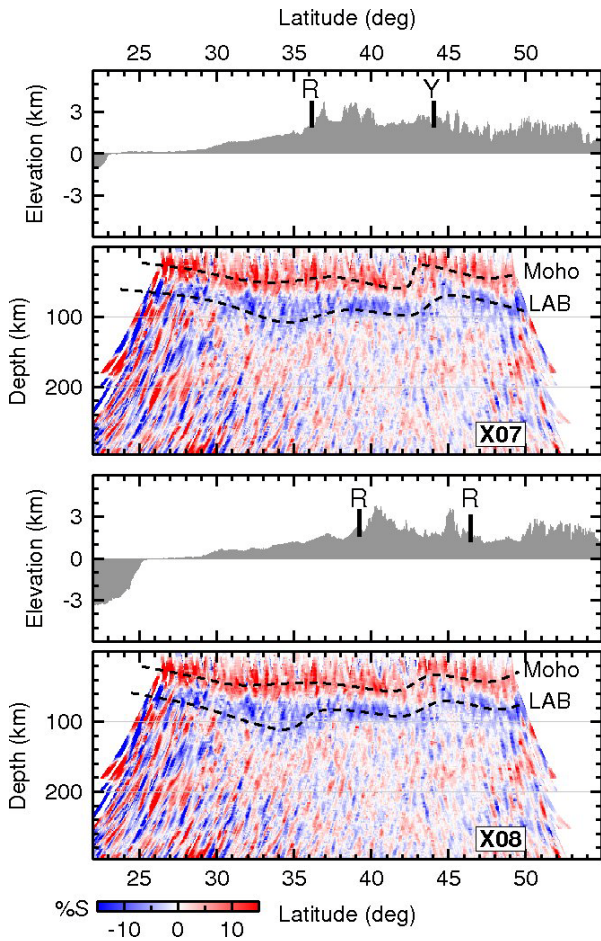 Latitude (deg)
25 30 35 40 45 50
R Y
Elevation (km)
3
0
-3
Moho
LAB
Depth (km)
100
200
X07
R R
Elevation (km)
3
0
-3
Moho
LAB
Depth (km)
100
200
X08
25 30 35 40 45 50
%S
-10 0 10
Latitude (deg)